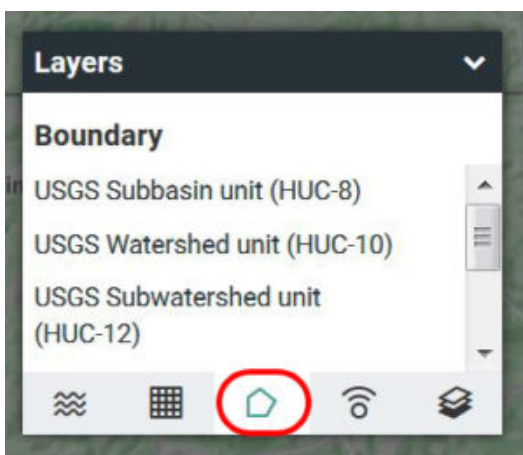 Layers
Boundary
USGS Subbasin unit (HUC-8)
USGS Watershed unit (HUC-10)
USGS Subwatershed unit
(HUC-12)